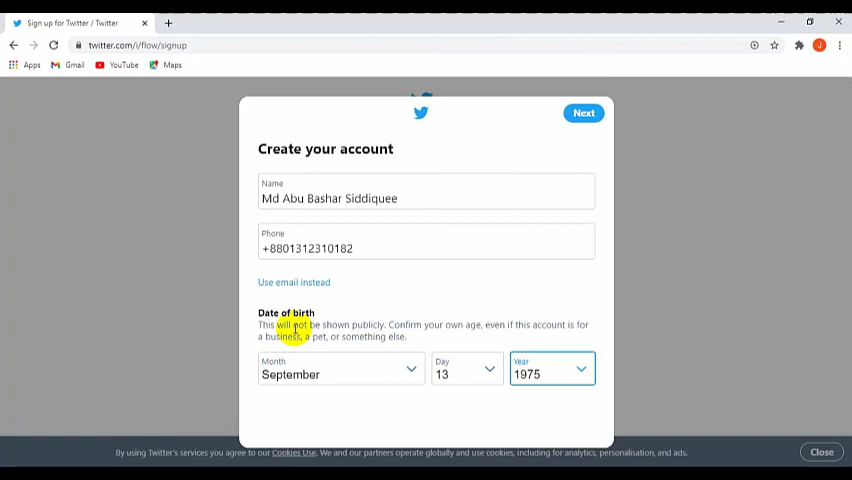 Sign up for Twitter / Twitter
twitter.com/i/flow/signup
J
Apps
Gmail
YouTube
Maps
Next
Create your account
Name
Md Abu Bashar Siddiquee
Phone
+8801312310182
Use email instead
Date of birth
This will not be shown publicly. Confirm your own age, even if this account is for
a business, a pet, or something else.
Month
September
Day
13
Year
1975
By using Twitter's services you agree to our Cookies Use. We and our partners operate globally and use cookies, including for analytics, personalisation, and ads.
Close